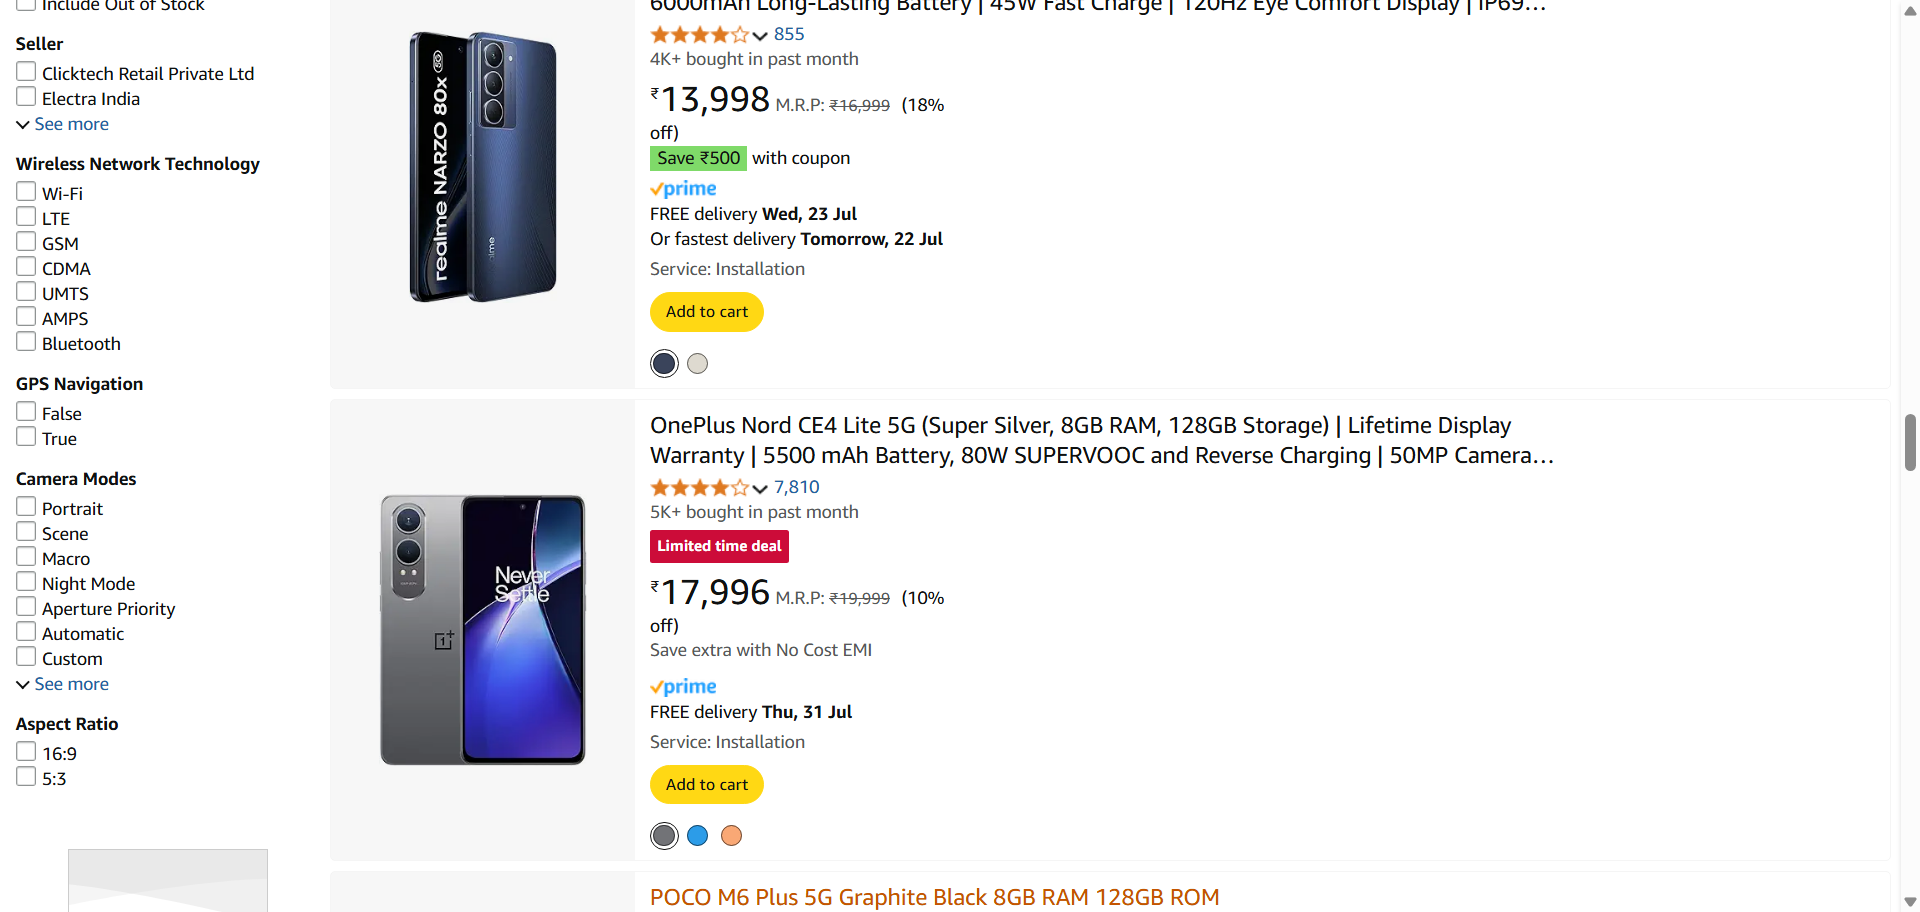 Include Out of Stock
Seller
Clicktech Retail Private Ltd
Electra India
See more
Wireless Network Technology
Wi-Fi
LTE
GSM
CDMA
UMTS
AMPS
Bluetooth
GPS Navigation
False
True
Camera Modes
Portrait
Scene
Macro
Night Mode
Aperture Priority
Automatic
Custom
See more
Aspect Ratio
16:9
5:3
realme NARZO 80x 5G
realme
6000mAh Long-Lasting Battery | 45W Fast Charge | 120Hz Eye Comfort Display | IP69…
855
4K+ bought in past month
₹13,998 M.R.P: ₹16,999 (18%
off)
Save ₹500 with coupon
prime
FREE delivery Wed, 23 Jul
Or fastest delivery Tomorrow, 22 Jul
Service: Installation
Add to cart
Never
Settle
OnePlus Nord CE4 Lite 5G (Super Silver, 8GB RAM, 128GB Storage) | Lifetime Display
Warranty | 5500 mAh Battery, 80W SUPERVOOC and Reverse Charging | 50MP Camera…
7,810
5K+ bought in past month
Limited time deal
₹17,996 M.R.P: ₹19,999 (10%
off)
Save extra with No Cost EMI
prime
FREE delivery Thu, 31 Jul
Service: Installation
Add to cart
POCO M6 Plus 5G Graphite Black 8GB RAM 128GB ROM